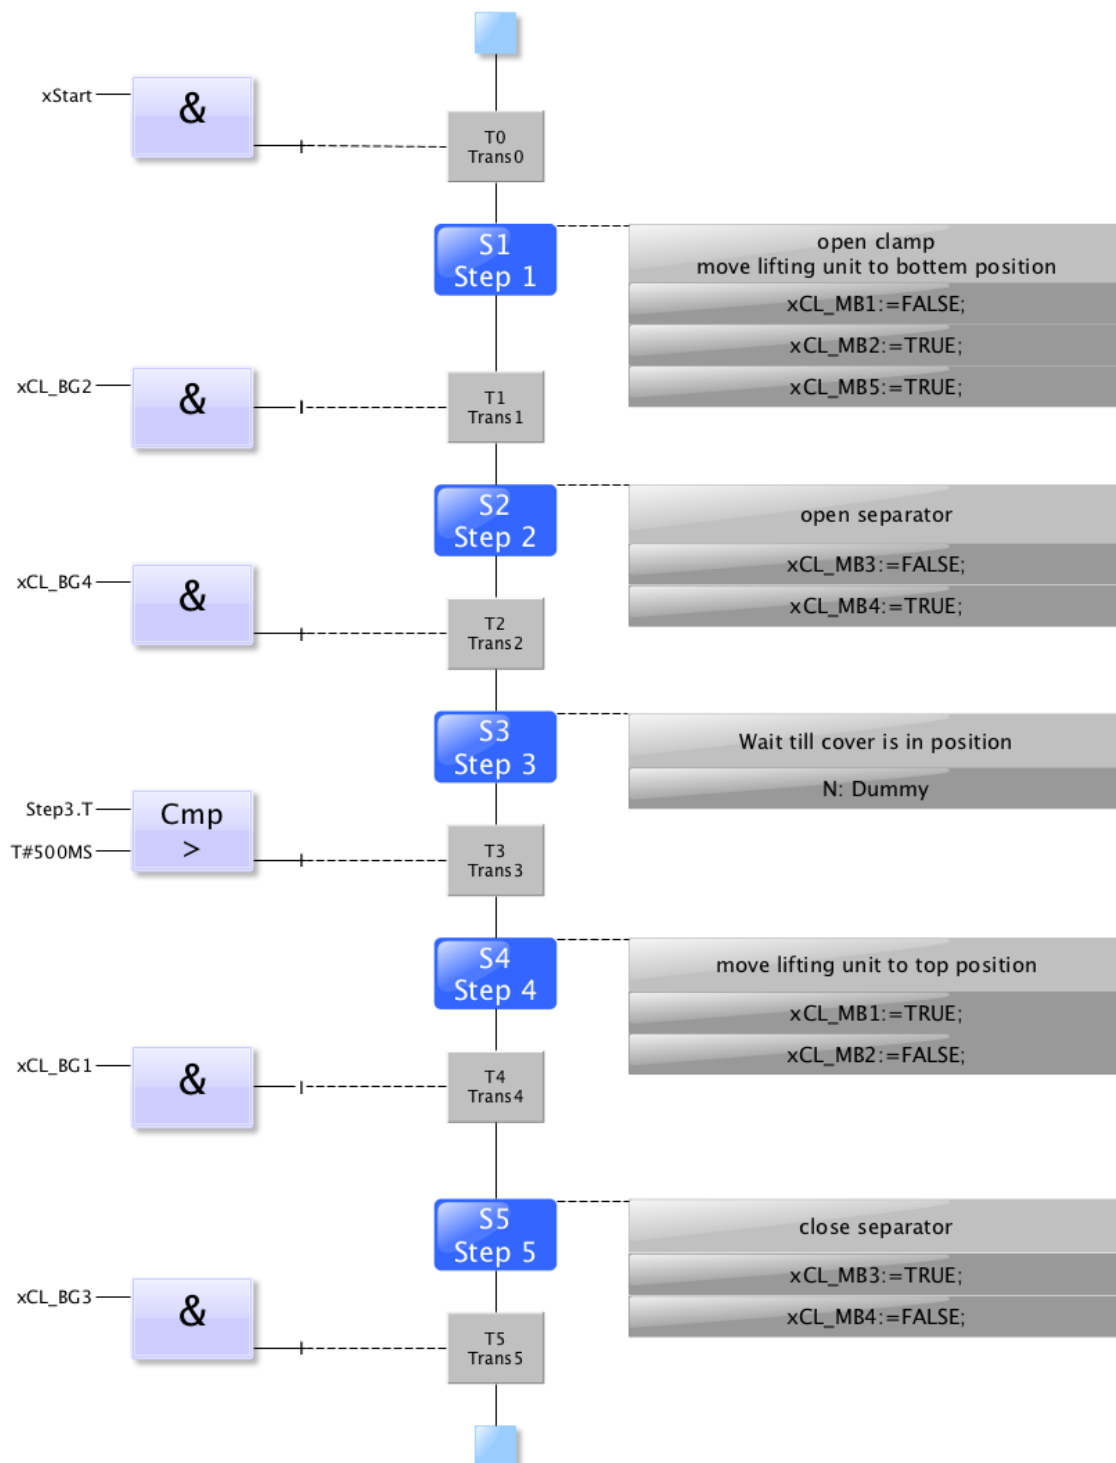 xStart
&
T0
Trans0
S1
Step 1
open clamp
move lifting unit to bottem position
xCL_MB1:=FALSE;
xCL_MB2:=TRUE;
xCL_MB5:=TRUE;
xCL_BG2
&
T1
Trans1
S2
Step 2
open separator
xCL_MB3:=FALSE;
xCL_MB4:=TRUE;
xCL_BG4
&
T2
Trans2
S3
Step 3
Wait till cover is in position
N: Dummy
Step3.T
T#500MS
Cmp
>
T3
Trans3
S4
Step 4
move lifting unit to top position
xCL_MB1:=TRUE;
xCL_MB2:=FALSE;
xCL_BG1
&
T4
Trans4
S5
Step 5
close separator
xCL_MB3:=TRUE;
xCL_MB4:=FALSE;
xCL_BG3
&
T5
Trans5